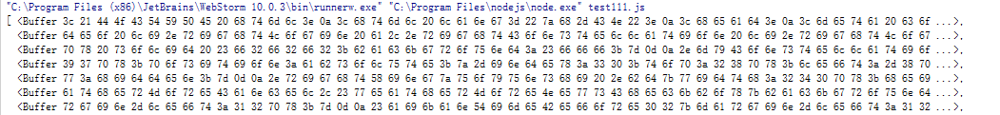 "C:\Program Files (x86)\JetBrains\WebStorm 10.0.3\bin\runnerw.exe" "C:\Program Files\nodejs\node.exe" test111.js
[ <Buffer 3c 21 44 4f 43 54 59 50 45 20 68 74 6d 6c 3e 0a 3c 68 74 6d 6c 20 6c 61 6e 67 3d 22 7a 68 2d 43 4e 22 3e 0a 3c 68 65 61 64 3e 0a 3c 6d 65 74 61 20 63 6f ...>,
<Buffer 64 65 6f 20 6c 69 2e 72 69 67 68 74 4c 6f 67 69 6e 20 61 2c 2e 72 69 67 68 74 43 6f 6e 73 74 65 6c 6c 61 74 69 6f 6e 20 6c 69 2e 72 69 67 68 74 4c 6f 67 ...>,
<Buffer 70 78 20 73 6f 6c 69 64 20 23 66 32 66 32 66 32 3b 62 61 63 6b 67 72 6f 75 6e 64 3a 23 66 66 66 3b 7d 0d 0a 2e 6d 79 43 6f 6e 73 74 65 6c 6c 61 74 69 6f ...>,
<Buffer 39 37 70 78 3b 70 6f 73 69 74 69 6f 6e 3a 61 62 73 6f 6c 75 74 65 3b 7a 2d 69 6e 64 65 78 3a 33 30 3b 74 6f 70 3a 32 38 70 78 3b 6c 65 66 74 3a 2d 38 70 ...>,
<Buffer 77 3a 68 69 64 64 65 6e 3b 7d 0d 0a 2e 72 69 67 68 74 58 69 6e 67 7a 75 6f 79 75 6e 73 68 69 20 2e 62 64 7b 77 69 64 74 68 3a 32 34 30 70 78 3b 68 65 69 ...>,
<Buffer 61 74 68 65 72 4d 6f 72 65 43 61 6e 63 65 6c 2c 23 77 65 61 74 68 65 72 4d 6f 72 65 4e 65 77 73 43 68 65 63 6b 62 6f 78 7b 62 61 63 6b 67 72 6f 75 6e 64 ...>,
<Buffer 72 67 69 6e 2d 6c 65 66 74 3a 31 32 70 78 3b 7d 0d 0a 23 61 69 6b 61 6e 54 69 6d 65 42 65 66 6f 72 65 30 32 7b 6d 61 72 67 69 6e 2d 6c 65 66 74 3a 31 32 ...>,